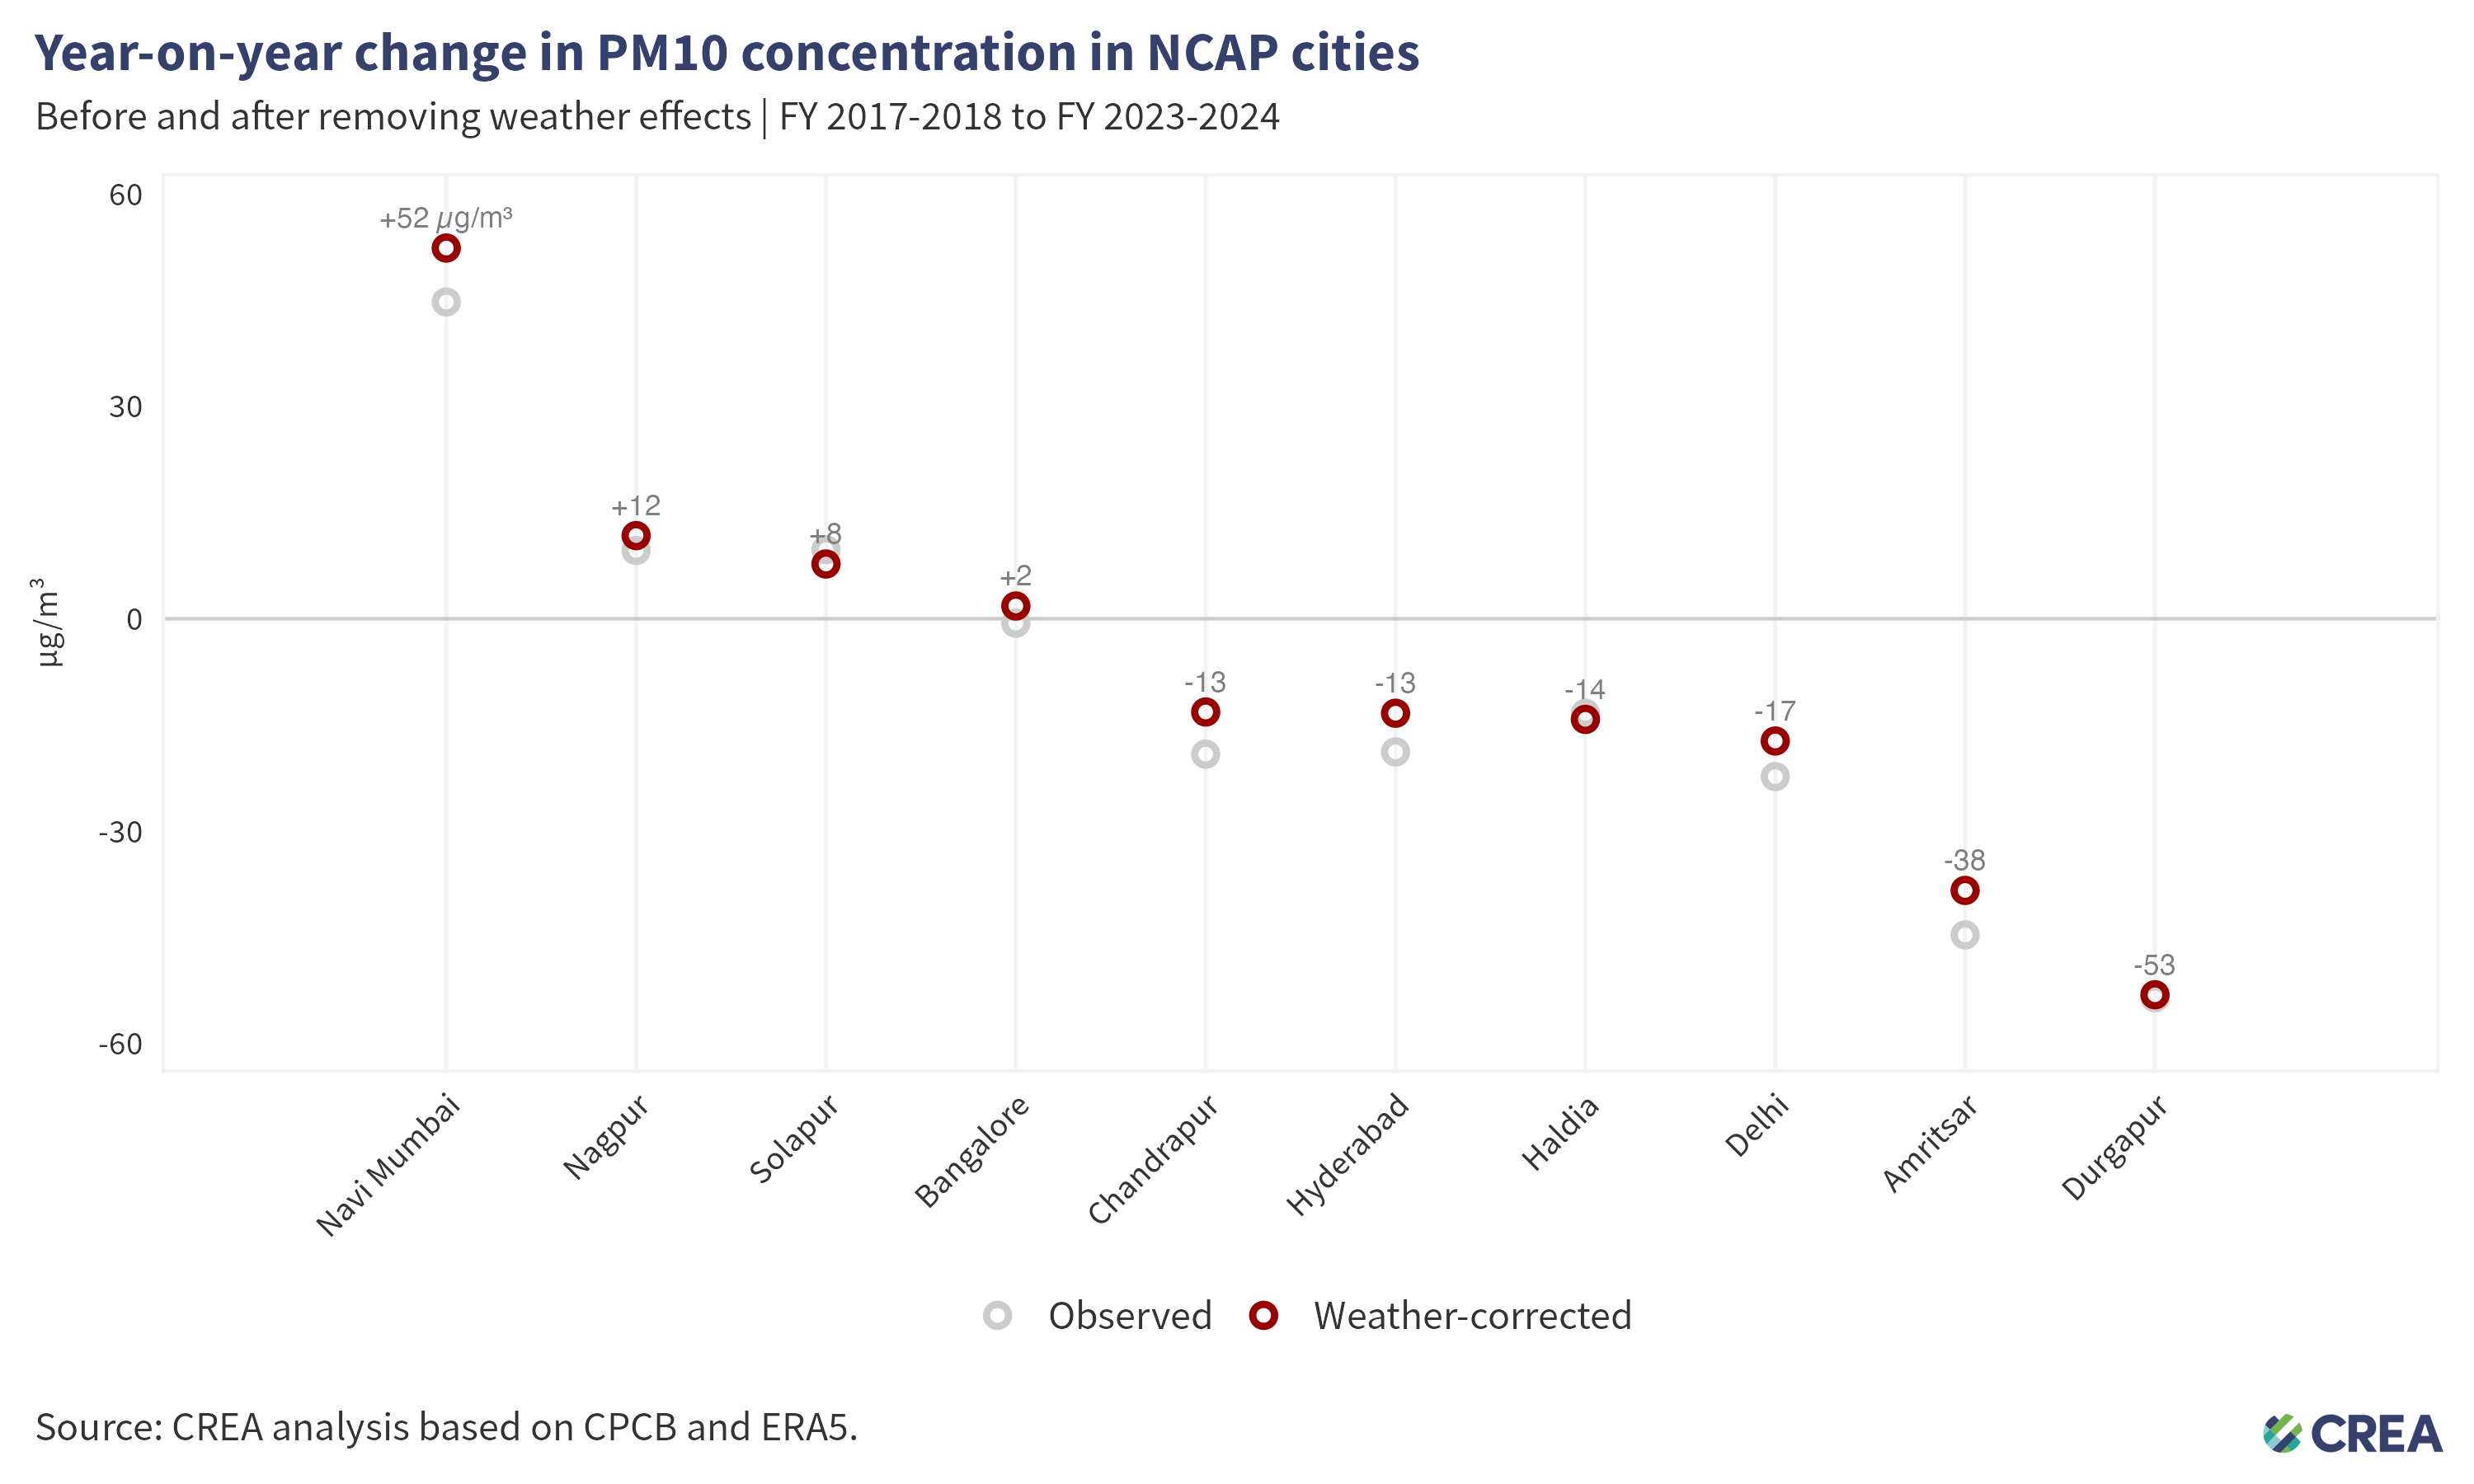 Year-on-year change in PM10 concentration in NCAP cities
Before and after removing weather effects | FY 2017-2018 to FY 2023-2024
60
30
0
-30
-60
µg/m³
+52 µg/m³
+12
+8
+2
-13
-13
-14
-17
-38
-53
Navi Mumbai
Nagpur
Solapur
Bangalore
Chandrapur
Hyderabad
Haldia
Delhi
Amritsar
Durgapur
Observed
Weather-corrected
Source: CREA analysis based on CPCB and ERA5.
CREA